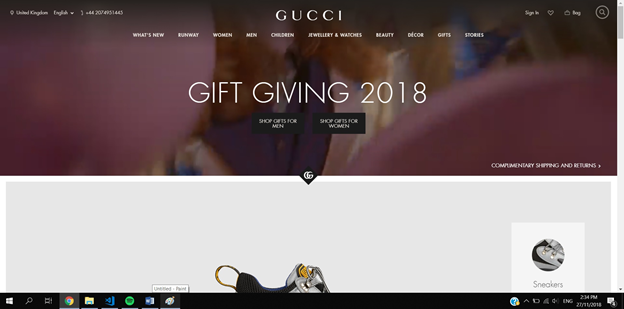 United Kingdom English +44 2074951445 GUCCI Sign In Bag
WHAT'S NEW RUNWAY WOMEN MEN CHILDREN JEWELLERY & WATCHES BEAUTY DÉCOR GIFTS STORIES
GIFT GIVING 2018
SHOP GIFTS FOR
MEN
SHOP GIFTS FOR
WOMEN
COMPLIMENTARY SHIPPING AND RETURNS
Sneakers
Untitled - Paint
ENG
2:34 PM
27/11/2018